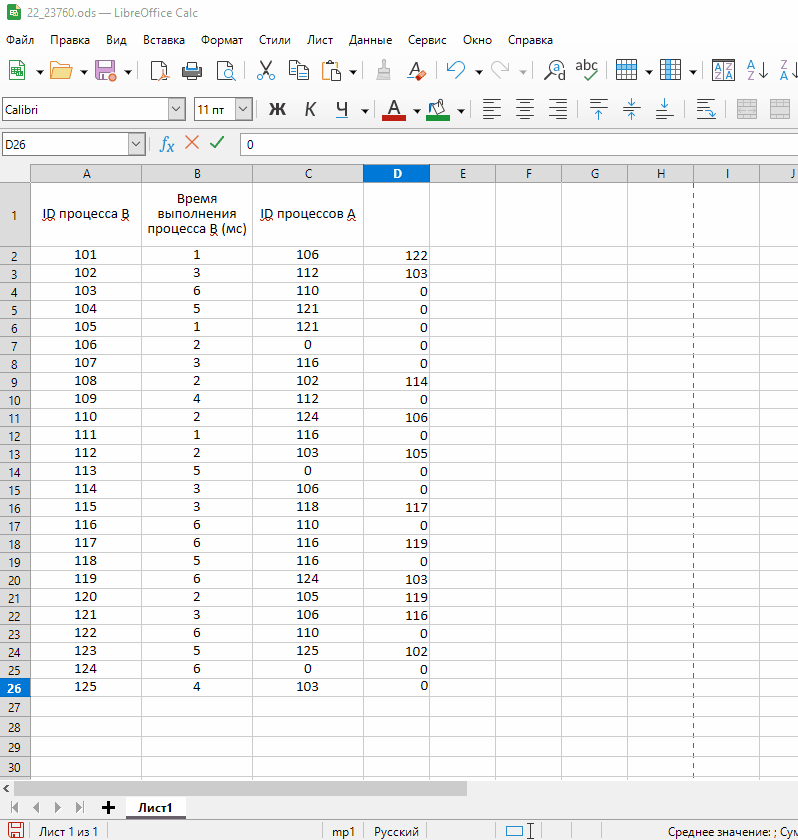 22_23760.ods — LibreOffice Calc
Файл Правка Вид Вставка Формат Стили Лист Данные Сервис Окно Справка
Calibri 11 пт Ж К Ч А
D26 fx 0
A B C D E F G H I J
1 ID процесса B Время выполнения процесса B (мс) ID процессов A
2 101 1 106 122
3 102 3 112 103
4 103 6 110 0
5 104 5 121 0
6 105 1 121 0
7 106 2 0 0
8 107 3 116 0
9 108 2 102 114
10 109 4 112 0
11 110 2 124 106
12 111 1 116 0
13 112 2 103 105
14 113 5 0 0
15 114 3 106 0
16 115 3 118 117
17 116 6 110 0
18 117 6 116 119
19 118 5 116 0
20 119 6 124 103
21 120 2 105 119
22 121 3 106 116
23 122 6 110 0
24 123 5 125 102
25 124 6 0 0
26 125 4 103 0
27
28
29
30
Лист1
Лист 1 из 1 mp1 Русский Среднее значение: ; Сум